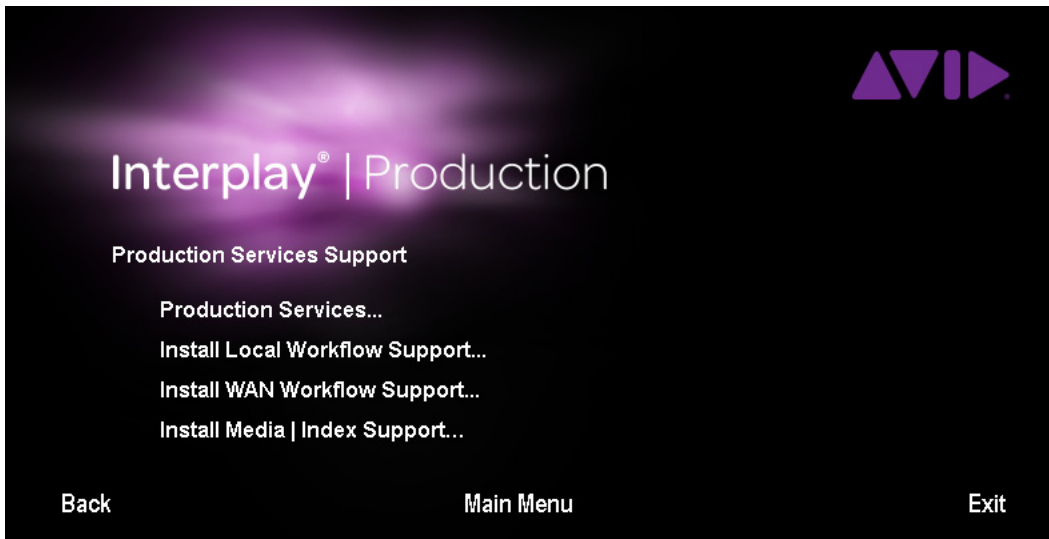 AVID.
Interplay® | Production
Production Services Support
Production Services...
Install Local Workflow Support...
Install WAN Workflow Support...
Install Media | Index Support...
Back Main Menu Exit